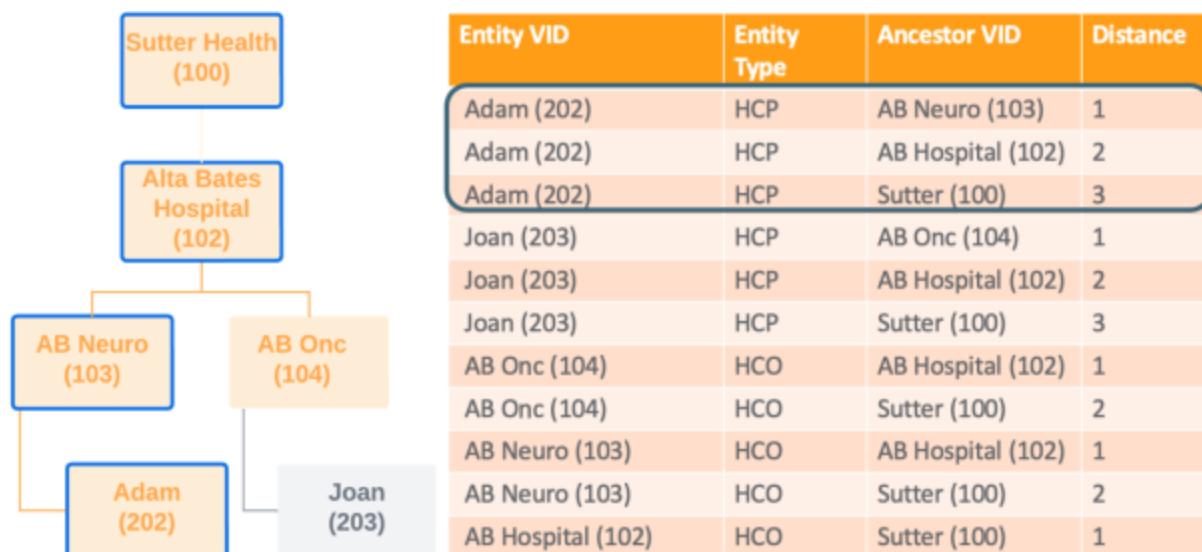 Sutter Health
(100)
Alta Bates
Hospital
(102)
AB Neuro
(103)
AB Onc
(104)
Adam
(202)
Joan
(203)
Entity VID Entity Type Ancestor VID Distance
Adam (202) HCP AB Neuro (103) 1
Adam (202) HCP AB Hospital (102) 2
Adam (202) HCP Sutter (100) 3
Joan (203) HCP AB Onc (104) 1
Joan (203) HCP AB Hospital (102) 2
Joan (203) HCP Sutter (100) 3
AB Onc (104) HCO AB Hospital (102) 1
AB Onc (104) HCO Sutter (100) 2
AB Neuro (103) HCO AB Hospital (102) 1
AB Neuro (103) HCO Sutter (100) 2
AB Hospital (102) HCO Sutter (100) 1